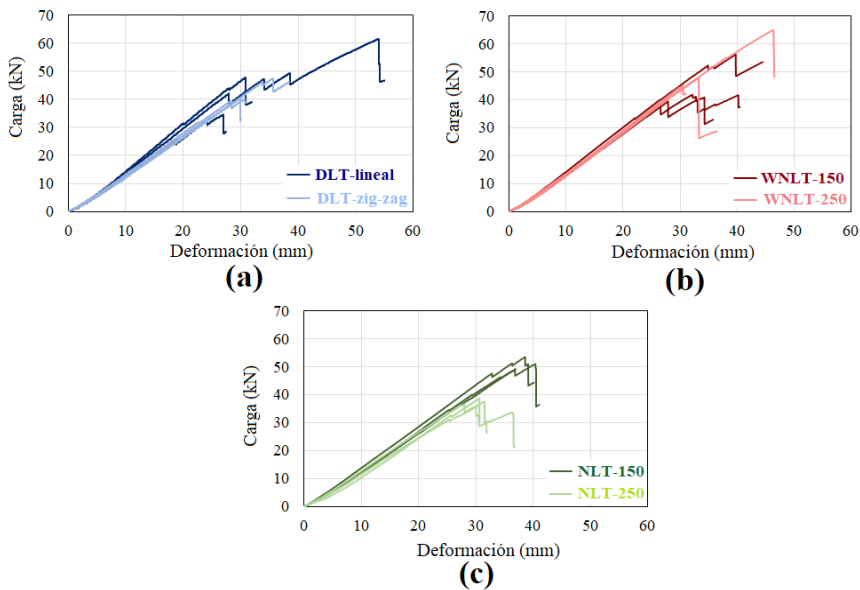 70
60
50
40
30
20
10
0
Carga (kN)
DLT-lineal
DLT-zig-zag
0 10 20 30 40 50 60
Deformación (mm)
(a)
70
60
50
40
30
20
10
0
Carga (kN)
WNLT-150
WNLT-250
0 10 20 30 40 50 60
Deformación (mm)
(b)
70
60
50
40
30
20
10
0
Carga (kN)
NLT-150
NLT-250
0 10 20 30 40 50 60
Deformación (mm)
(c)